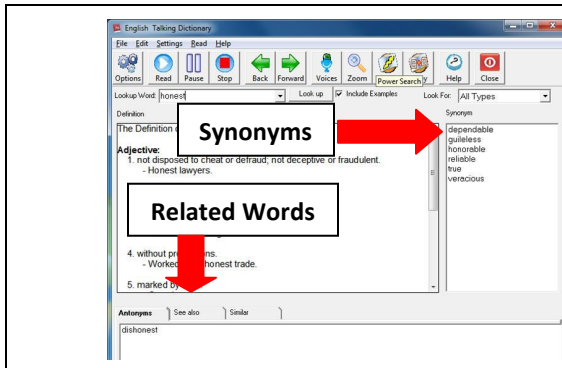 English Talking Dictionary
File Edit Settings Read Help
Options Read Pause Stop Back Forward Voices Zoom Power Search Help Close
Lookup Word: honest Look up Include Examples Look For: All Types
Definition Synonym
The Definition
Synonyms
dependable
guileless
honorable
reliable
true
veracious
Adjective:
1. not disposed to cheat or defraud; not deceptive or fraudulent.
- Honest lawyers.
Related Words
4. without
- Worked honest trade.
5. marked by
Antonyms See also Similar
dishonest